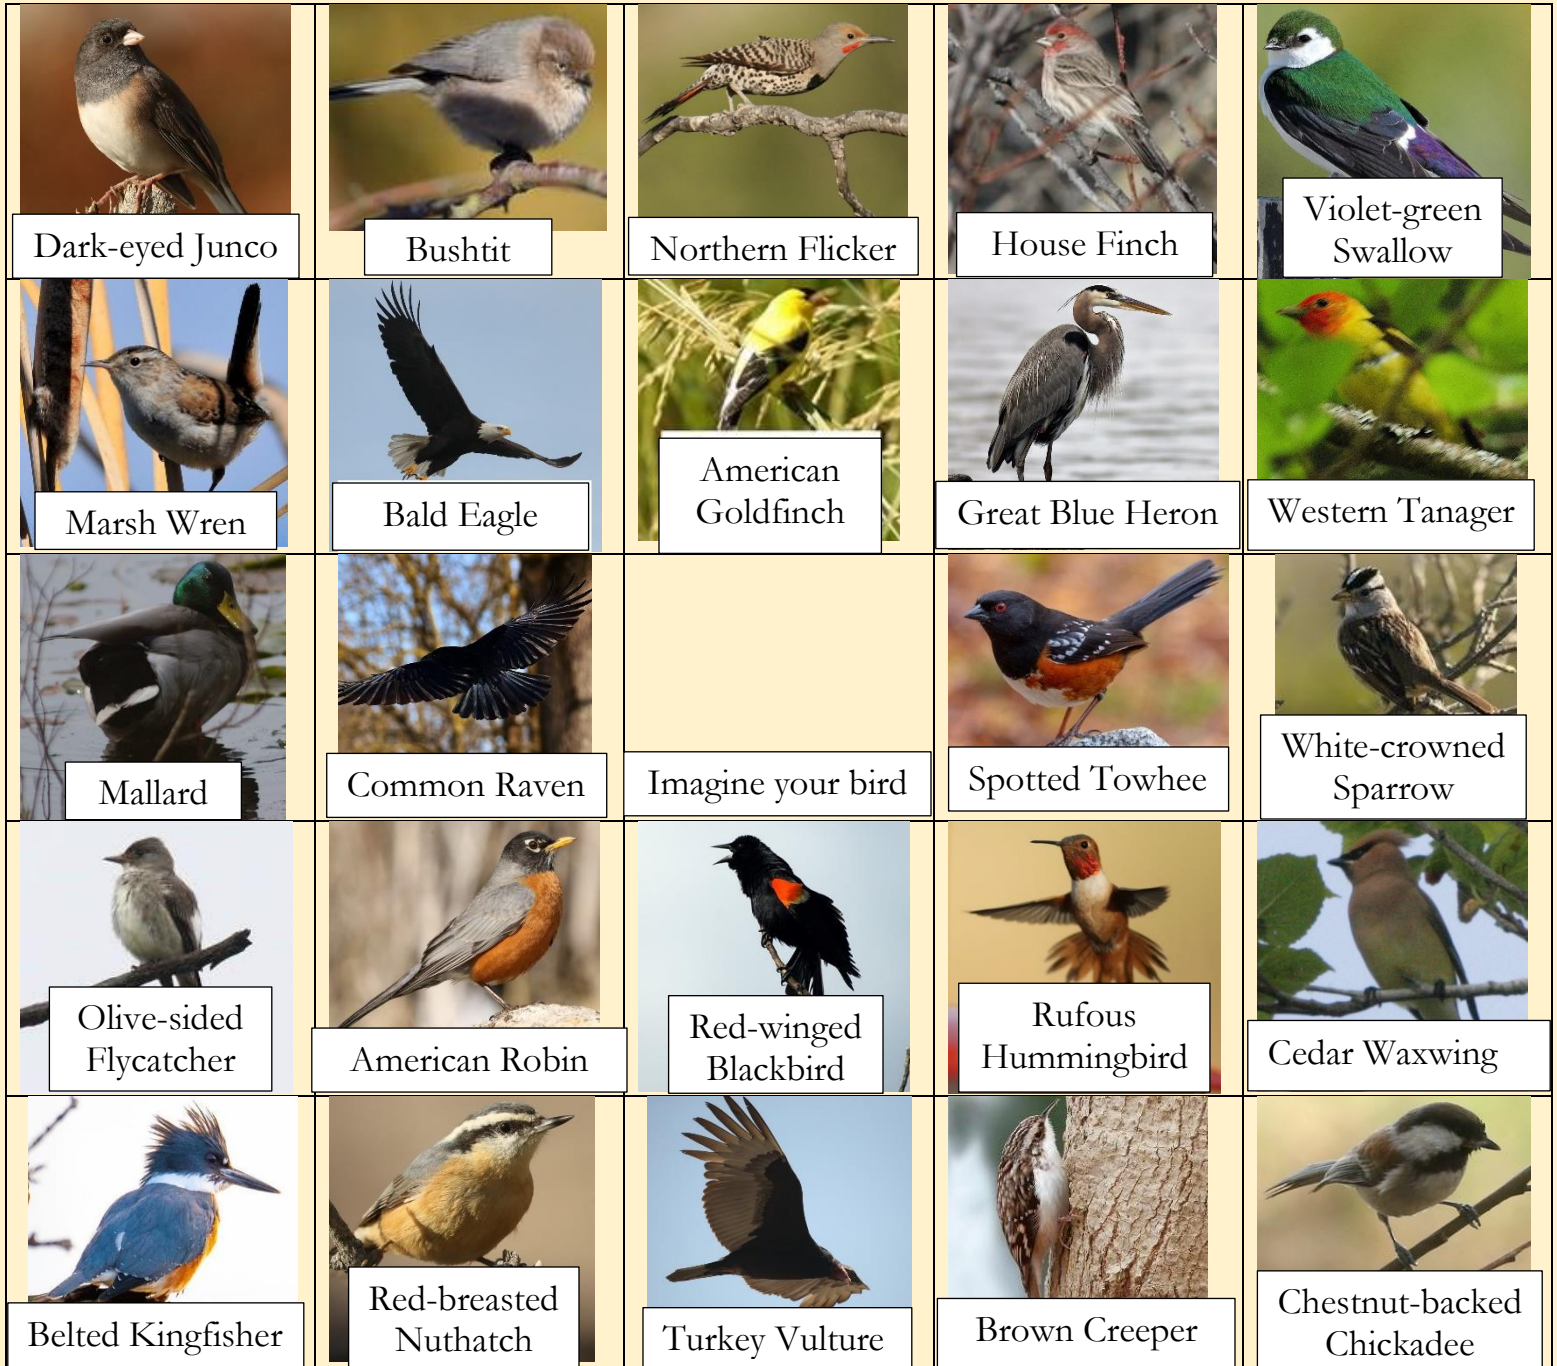 Dark-eyed Junco
Bushtit
Northern Flicker
House Finch
Violet-green
Swallow
Marsh Wren
Bald Eagle
American
Goldfinch
Great Blue Heron
Western Tanager
Mallard
Common Raven
Imagine your bird
Spotted Towhee
White-crowned
Sparrow
Olive-sided
Flycatcher
American Robin
Red-winged
Blackbird
Rufous
Hummingbird
Cedar Waxwing
Belted Kingfisher
Red-breasted
Nuthatch
Turkey Vulture
Brown Creeper
Chestnut-backed
Chickadee